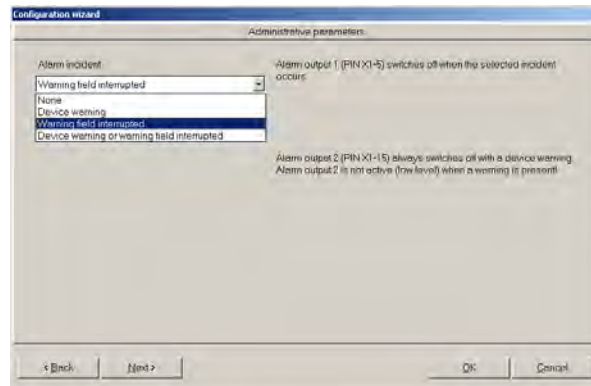 Configuration wizard
Administrative parameters
Alarm incident
Warning field interrupted
None
Device warning
Warning field interrupted
Device warning or warning field interrupted
Alarm output 1 (PIN X1-5) switches off when the selected incident
occurs.
Alarm output 2 (PIN X1-15) always switches off with a device warning.
Alarm output 2 is not active (low level) when a warning is present!
< Back
Next >
OK
Cancel